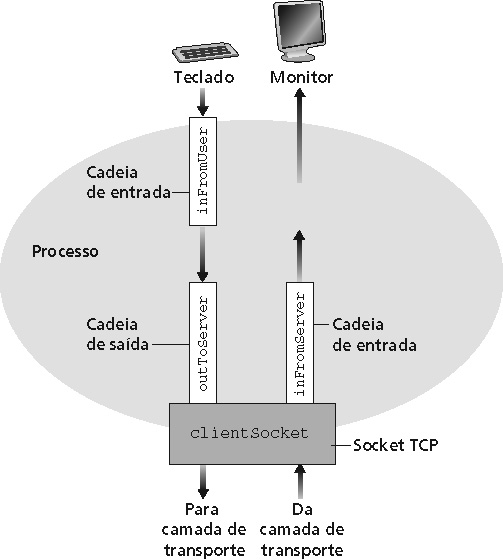 Teclado
Monitor
Cadeia
de entrada
inFromUser
Processo
Cadeia
de saída
outToServer
inFromServer
Cadeia
de entrada
clientSocket
Socket TCP
Para
camada de
transporte
Da
camada de
transporte